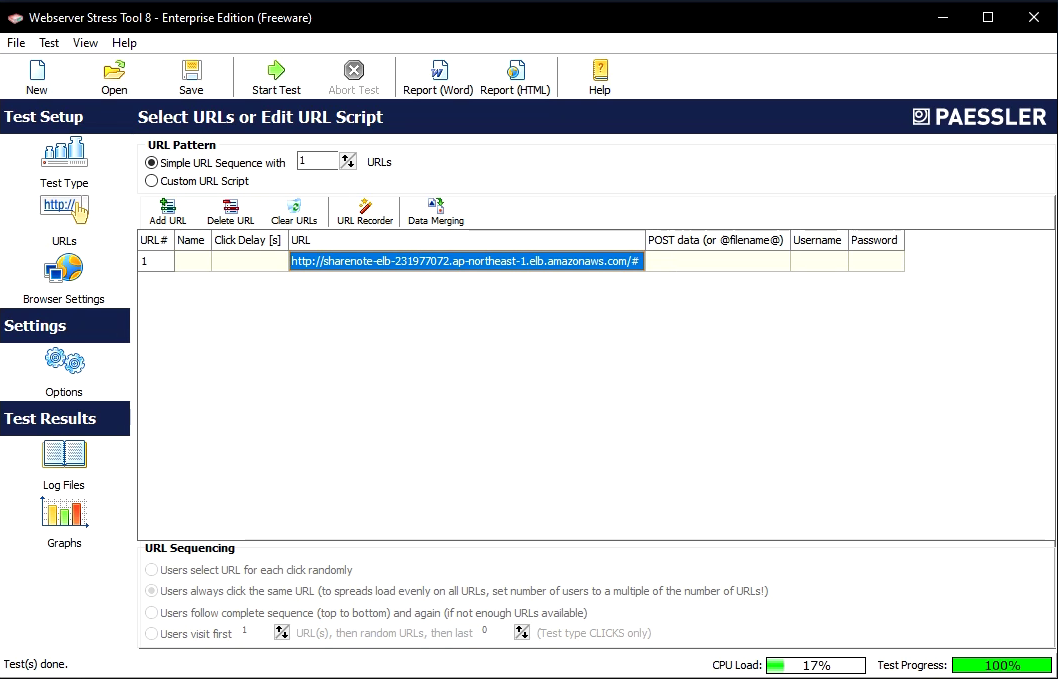 Webserver Stress Tool 8 - Enterprise Edition (Freeware)
File Test View Help
New Open Save Start Test Abort Test Report (Word) Report (HTML) Help
Test Setup
Select URLs or Edit URL Script
PAESSLER
Test Type
http://
URLs
Browser Settings
Settings
Options
Test Results
Log Files
Graphs
URL Pattern
Simple URL Sequence with 1 URLs
Custom URL Script
Add URL Delete URL Clear URLs URL Recorder Data Merging
URL# Name Click Delay [s] URL POST data (or @filename@) Username Password
1 http://sharenote-elb-231977072.ap-northeast-1.elb.amazonaws.com/#
URL Sequencing
Users select URL for each click randomly
Users always click the same URL (to spreads load evenly on all URLs, set number of users to a multiple of the number of URLs!)
Users follow complete sequence (top to bottom) and again (if not enough URLs available)
Users visit first 1 URL(s), then random URLs, then last 0 (Test type CLICKS only)
Test(s) done.
CPU Load: 17% Test Progress: 100%